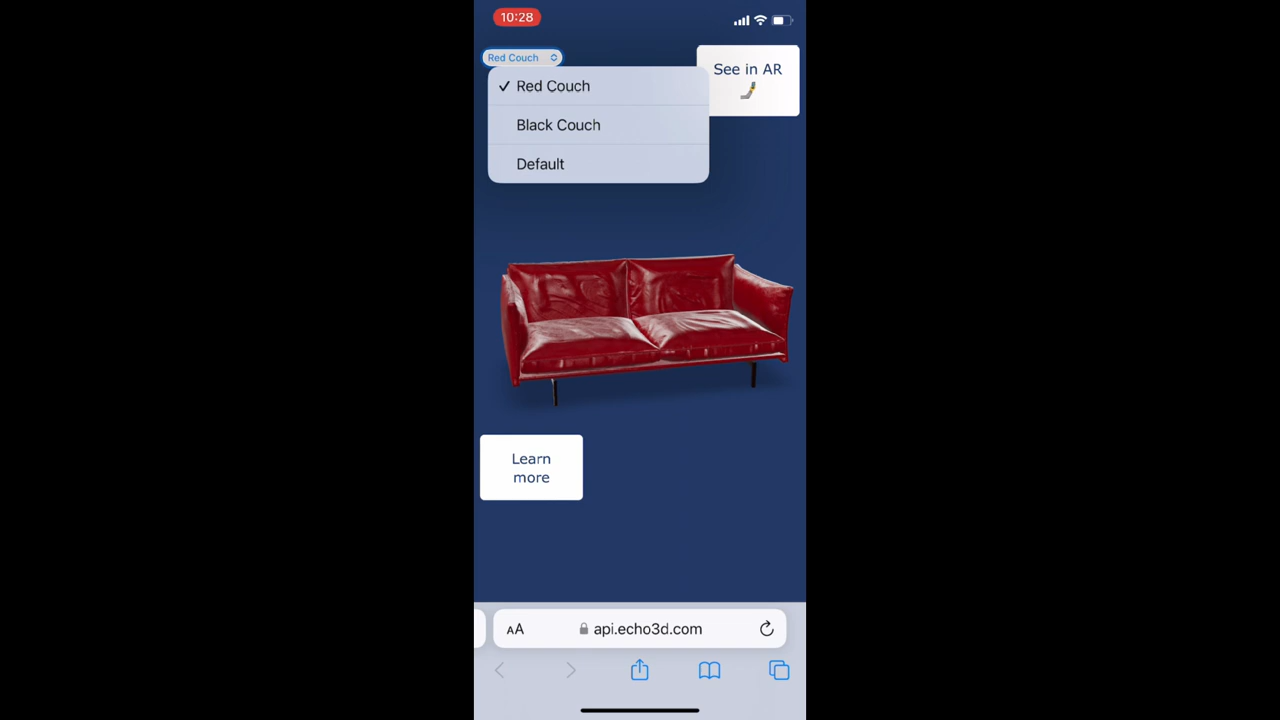 10:28
Red Couch
See in AR
Red Couch
Black Couch
Default
Learn
more
AA
api.echo3d.com